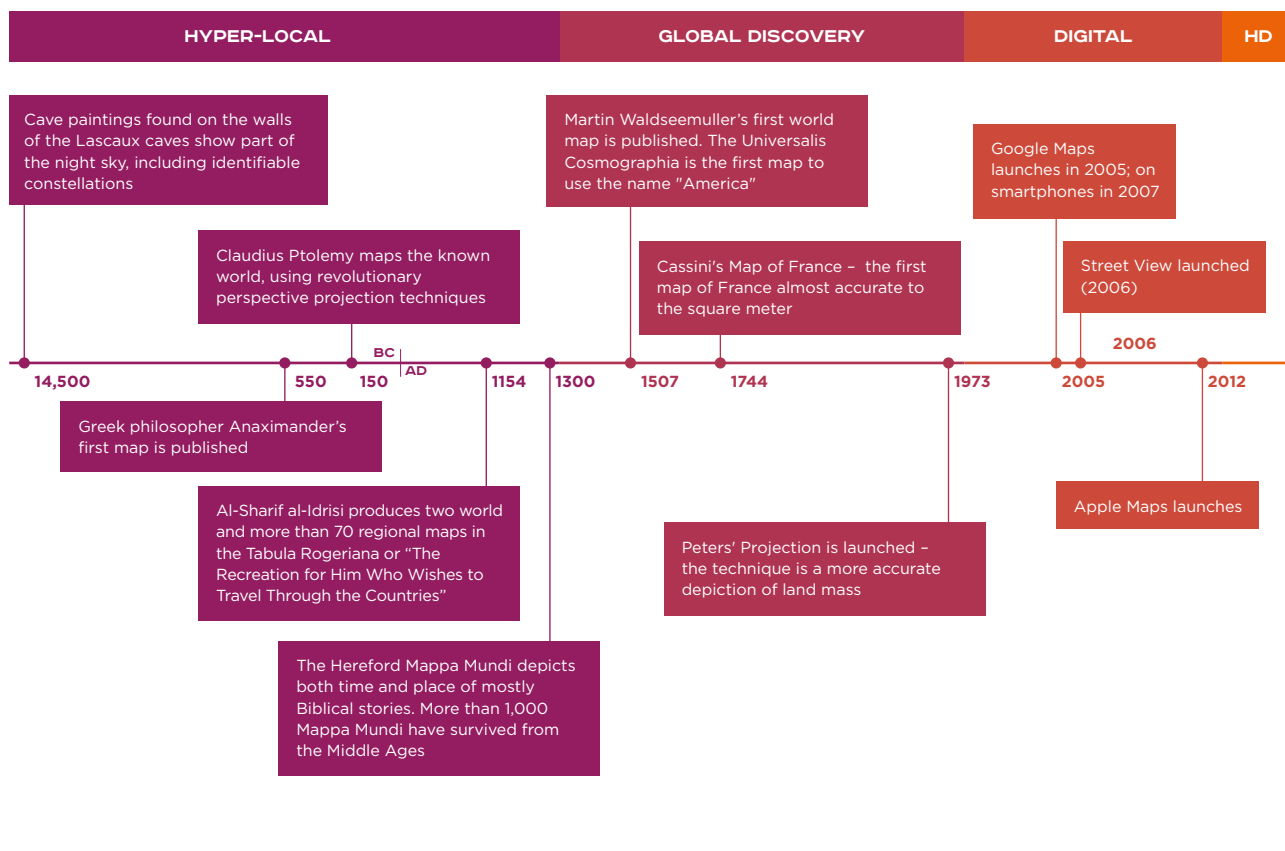 HYPER-LOCAL
GLOBAL DISCOVERY
DIGITAL
HD
Cave paintings found on the walls
of the Lascaux caves show part of
the night sky, including identifiable
constellations
Martin Waldseemuller's first world
map is published. The Universalis
Cosmographia is the first map to
use the name "America"
Google Maps
launches in 2005; on
smartphones in 2007
Claudius Ptolemy maps the known
world, using revolutionary
perspective projection techniques
Cassini's Map of France – the first
map of France almost accurate to
the square meter
Street View launched
(2006)
BC
AD
2006
14,500
550
150
1154
1300
1507
1744
1973
2005
2012
Greek philosopher Anaximander's
first map is published
Al-Sharif al-Idrisi produces two world
and more than 70 regional maps in
the Tabula Rogeriana or “The
Recreation for Him Who Wishes to
Travel Through the Countries”
Apple Maps launches
Peters' Projection is launched –
the technique is a more accurate
depiction of land mass
The Hereford Mappa Mundi depicts
both time and place of mostly
Biblical stories. More than 1,000
Mappa Mundi have survived from
the Middle Ages